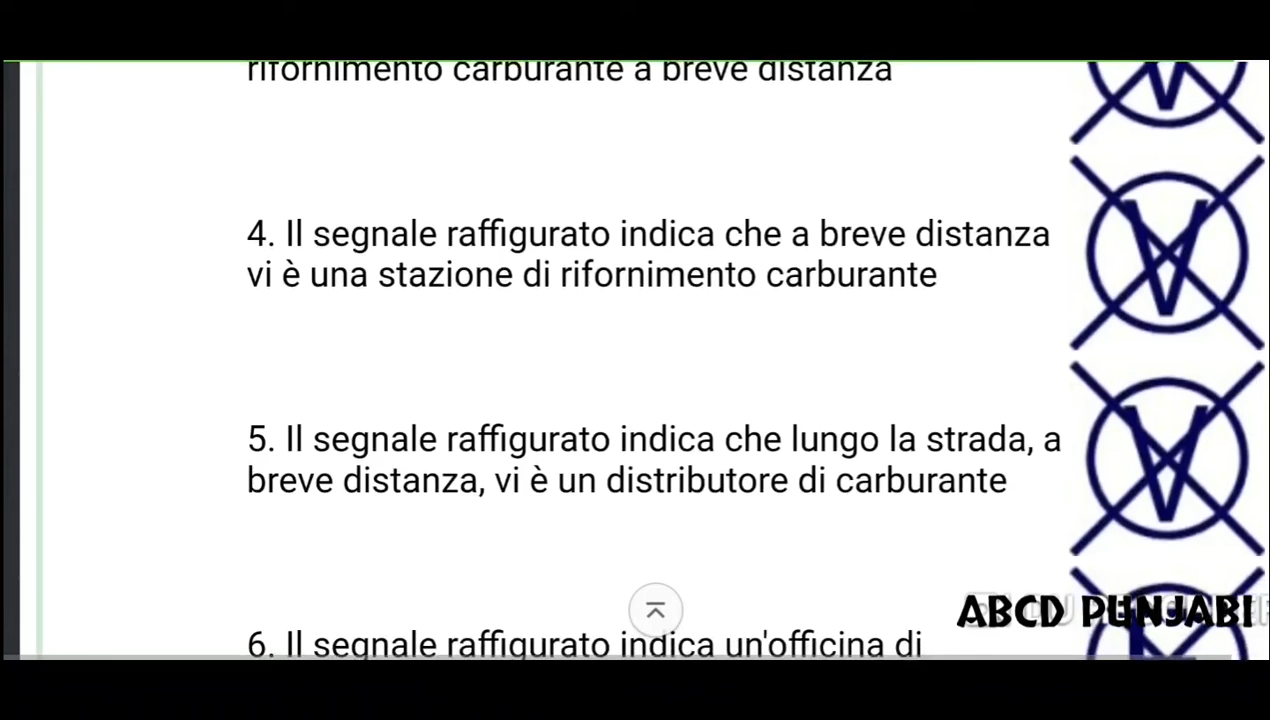 rifornimento carburante a breve distanza
4. Il segnale raffigurato indica che a breve distanza
vi è una stazione di rifornimento carburante
5. Il segnale raffigurato indica che lungo la strada, a
breve distanza, vi è un distributore di carburante
6. Il segnale raffigurato indica un'officina di
ABCD PUNJABI